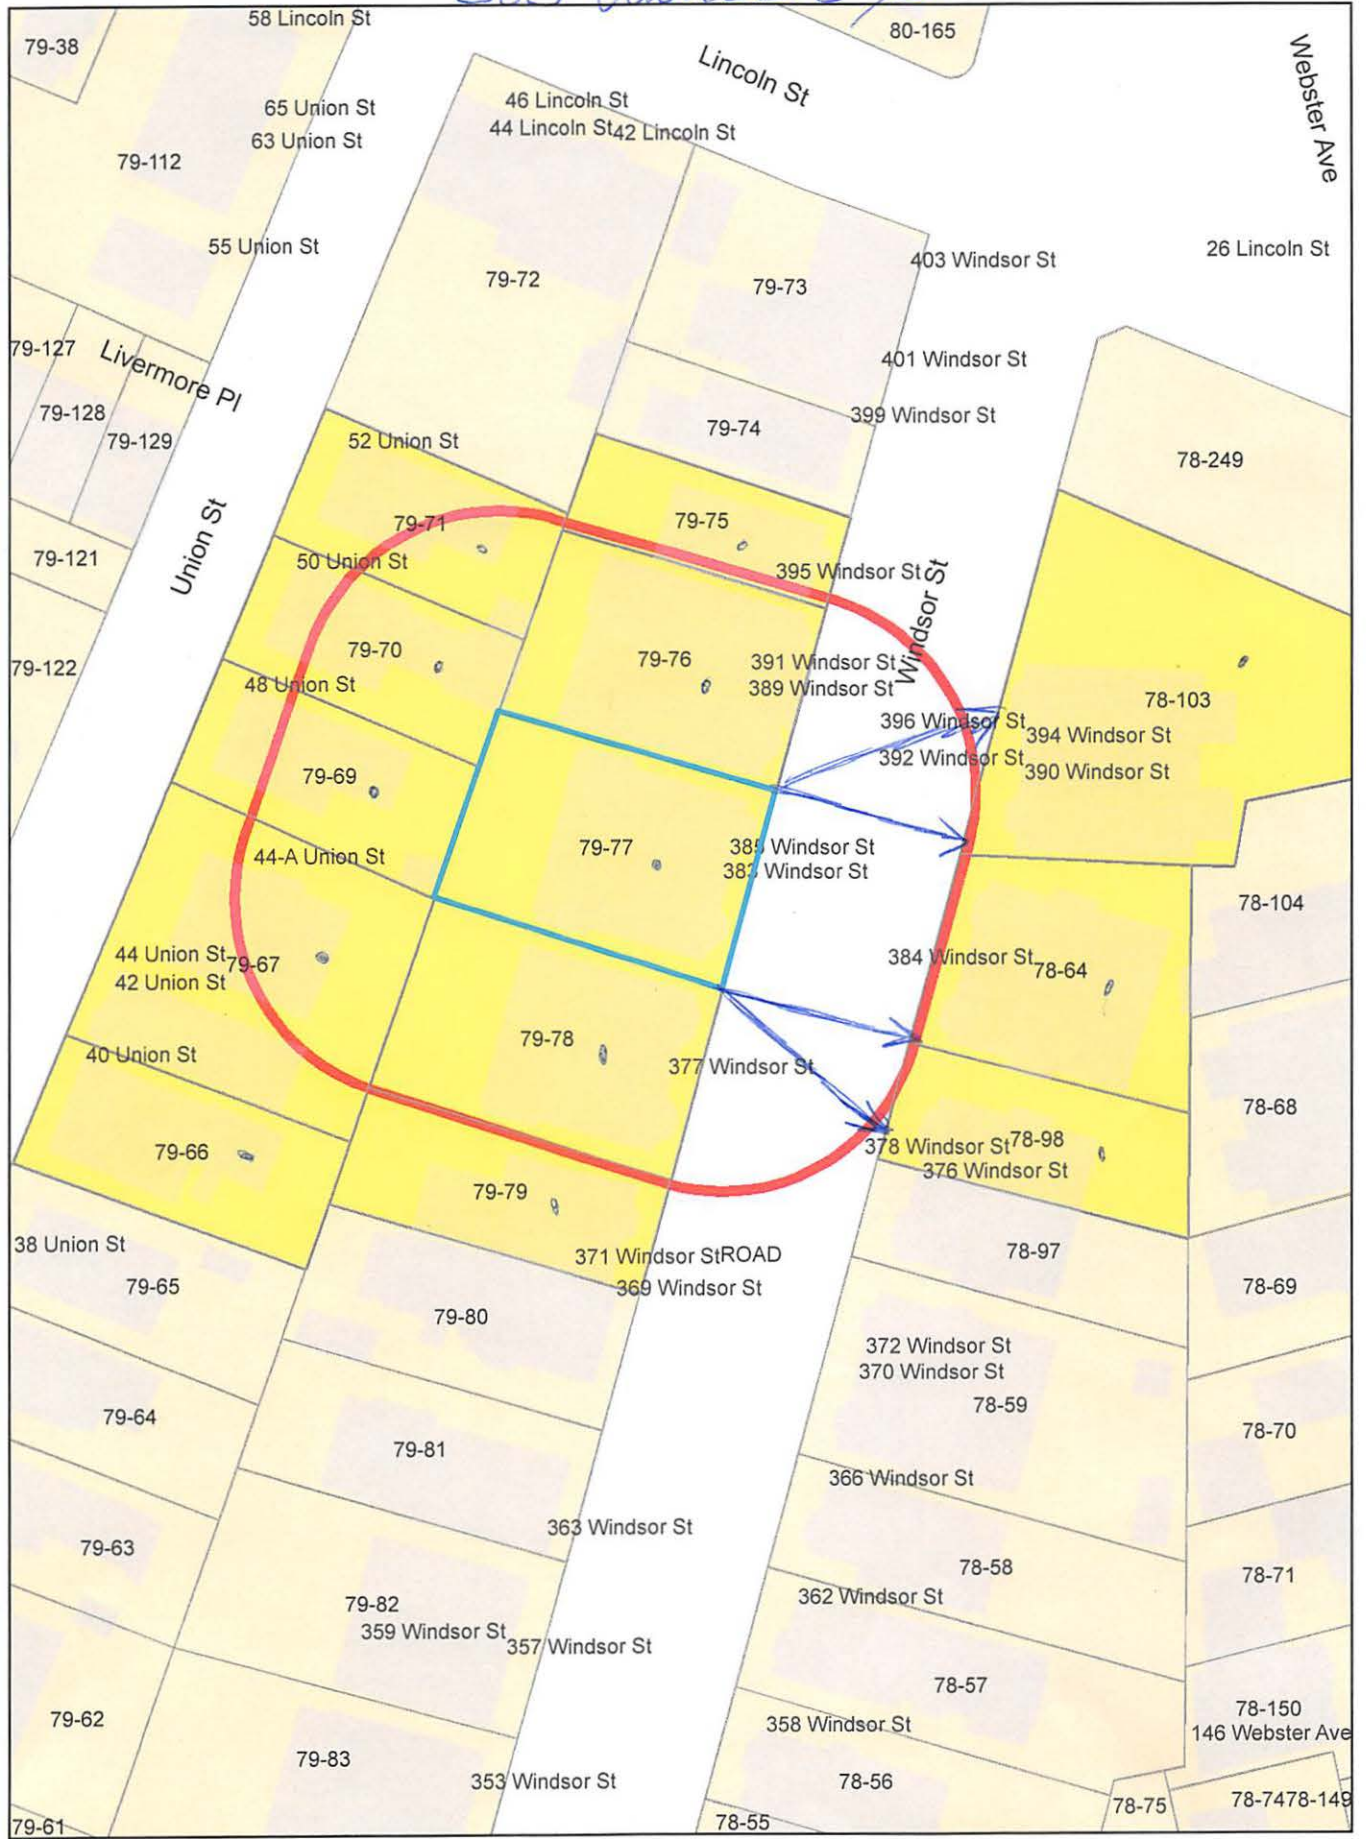 58 Lincoln St
80-165
79-38
Lincoln St
Webster Ave
46 Lincoln St
65 Union St
44 Lincoln St
42 Lincoln St
63 Union St
79-112
55 Union St
26 Lincoln St
403 Windsor St
79-72
79-73
79-127
Livermore Pl
401 Windsor St
79-128
399 Windsor St
79-74
79-129
52 Union St
78-249
79-71
79-75
Union St
79-121
50 Union St
395 Windsor St
Windsor St
79-70
79-76
391 Windsor St
79-122
48 Union St
389 Windsor St
78-103
396 Windsor St
394 Windsor St
392 Windsor St
390 Windsor St
79-69
79-77
385 Windsor St
44-A Union St
383 Windsor St
78-104
44 Union St
79-67
384 Windsor St
78-64
42 Union St
79-78
40 Union St
377 Windsor St
78-68
79-66
378 Windsor St
78-98
376 Windsor St
79-79
38 Union St
371 Windsor St
ROAD
78-97
79-65
369 Windsor St
78-69
79-80
372 Windsor St
370 Windsor St
79-64
78-59
78-70
79-81
366 Windsor St
363 Windsor St
79-63
78-58
78-71
79-82
362 Windsor St
359 Windsor St
357 Windsor St
78-57
79-62
78-150
358 Windsor St
146 Webster Ave
79-83
353 Windsor St
78-56
78-75
78-74
78-149
79-61
78-55